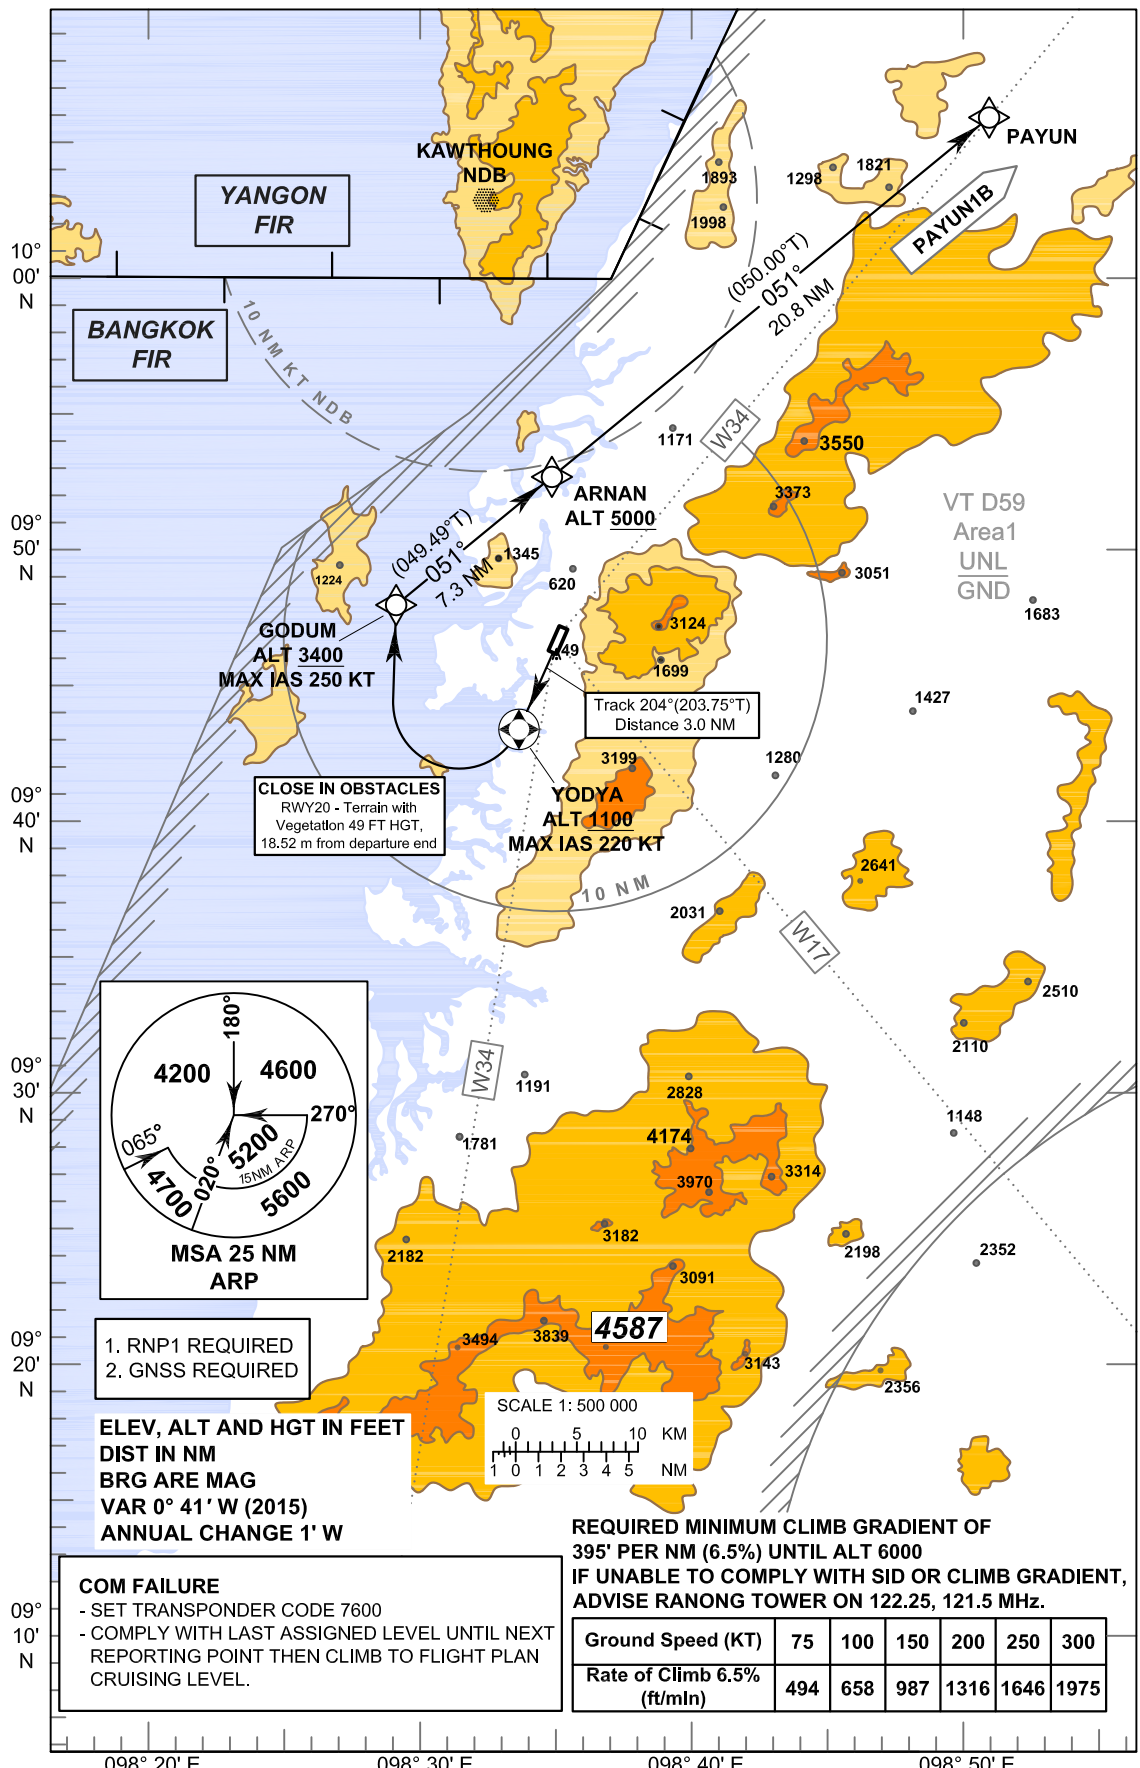 KAWTHOUNG
NDB
YANGON
FIR
BANGKOK
FIR
10 NM KT NDB
PAYUN
PAYUN1B
1893
1998
1298
1821
(050.00°T)
051°
20.8 NM
10°
00'
N
W34
1171
3550
3373
ARNAN
ALT 5000
VT D59
Area1
UNL
GND
09°
50'
N
(049.49°T)
051°
7.3 NM
1345
1224
620
3051
1683
GODUM
ALT 3400
MAX IAS 250 KT
49
3124
1699
Track 204°(203.75°T)
Distance 3.0 NM
1427
1280
3199
CLOSE IN OBSTACLES
RWY20 - Terrain with
Vegetation 49 FT HGT,
18.52 m from departure end
YODYA
ALT 1100
MAX IAS 220 KT
09°
40'
N
10 NM
2641
2031
W17
2510
2110
180°
4200
4600
270°
065°
020°
5200
15NM ARP
4700
5600
MSA 25 NM
ARP
W34
09°
30'
N
1191
2828
1148
1781
4174
3970
3314
3182
2182
2198
2352
3091
4587
3839
3494
3143
2356
09°
20'
N
1. RNP1 REQUIRED
2. GNSS REQUIRED
SCALE 1: 500 000
0 5 10 KM
1 0 1 2 3 4 5 NM
ELEV, ALT AND HGT IN FEET
DIST IN NM
BRG ARE MAG
VAR 0° 41' W (2015)
ANNUAL CHANGE 1' W
REQUIRED MINIMUM CLIMB GRADIENT OF
395' PER NM (6.5%) UNTIL ALT 6000
IF UNABLE TO COMPLY WITH SID OR CLIMB GRADIENT,
ADVISE RANONG TOWER ON 122.25, 121.5 MHz.
COM FAILURE
- SET TRANSPONDER CODE 7600
- COMPLY WITH LAST ASSIGNED LEVEL UNTIL NEXT
REPORTING POINT THEN CLIMB TO FLIGHT PLAN
CRUISING LEVEL.
09°
10'
N
Ground Speed (KT) 75 100 150 200 250 300
Rate of Climb 6.5%
(ft/mIn) 494 658 987 1316 1646 1975
098° 20' E 098° 30' E 098° 40' E 098° 50' E